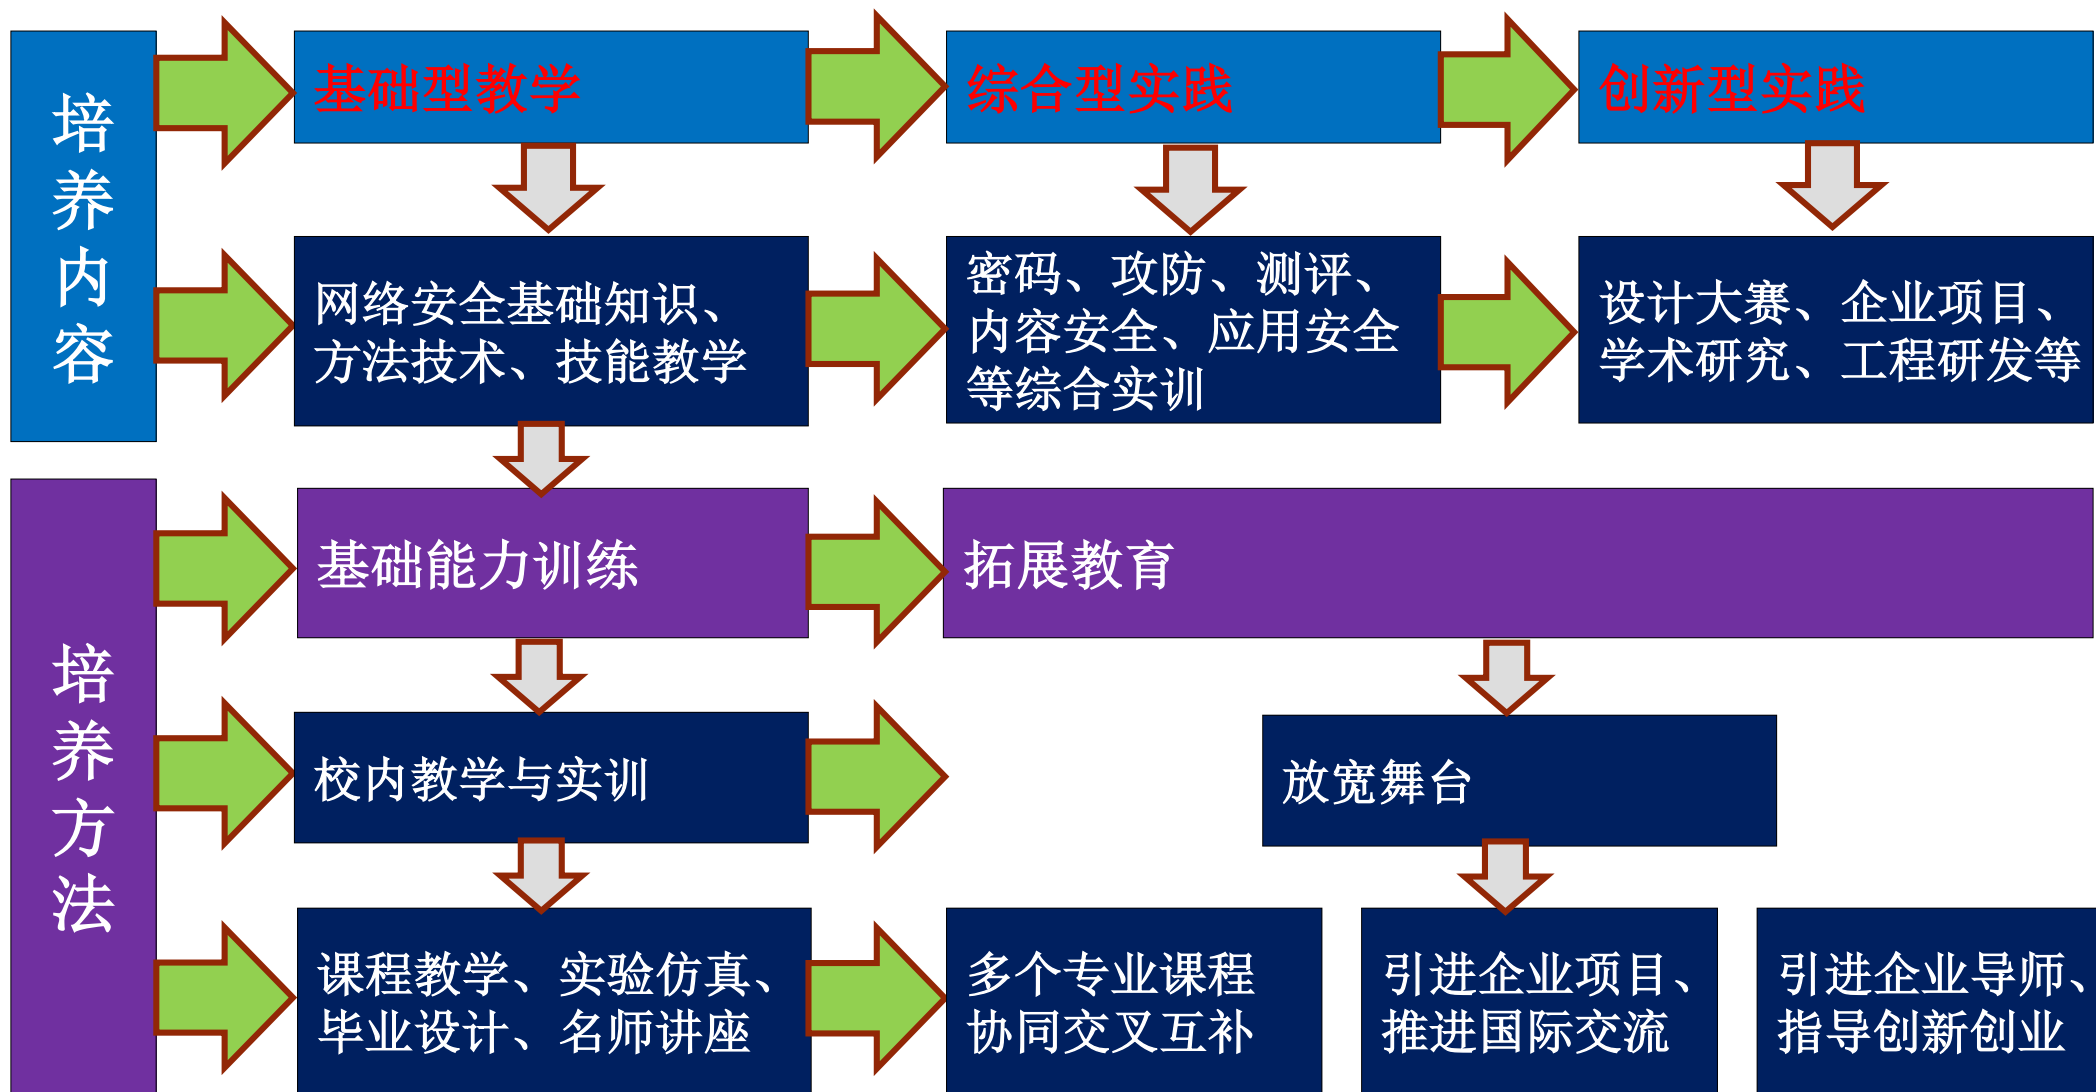 培养内容
基础型教学
综合型实践
创新型实践
网络安全基础知识、
方法技术、技能教学
密码、攻防、测评、
内容安全、应用安全
等综合实训
设计大赛、企业项目、
学术研究、工程研发等
培养方法
基础能力训练
拓展教育
校内教学与实训
放宽舞台
课程教学、实验仿真、
毕业设计、名师讲座
多个专业课程
协同交叉互补
引进企业项目、
推进国际交流
引进企业导师、
指导创新创业